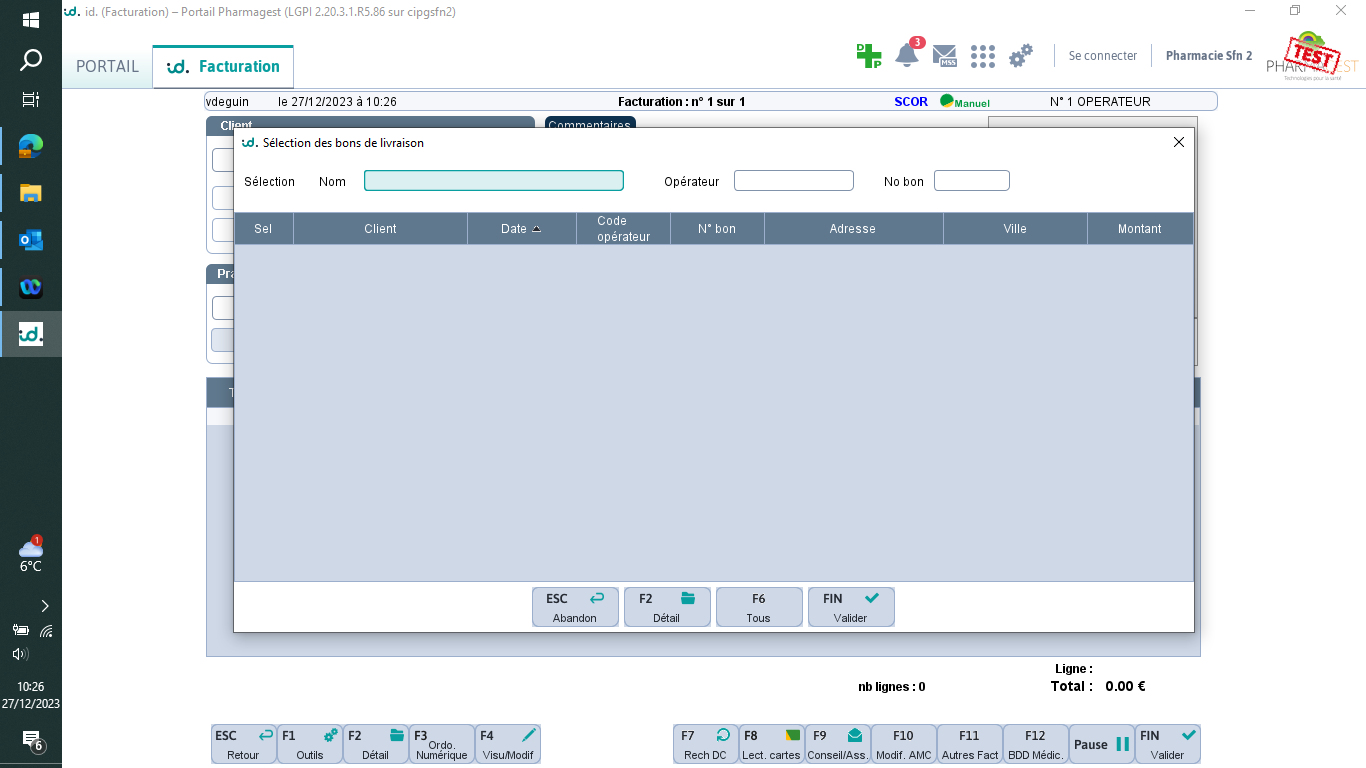 id. id. (Facturation) – Portail Pharmagest (LGPI 2.20.3.1.R5.86 sur cipgsfn2)
PORTAIL
id. Facturation
3
MSS
Se connecter
Pharmacie Sfn 2
TEST
vdeguin le 27/12/2023 à 10:26 Facturation : n° 1 sur 1 SCOR Manuel N° 1 OPERATEUR
Client
Commentaires
id. Sélection des bons de livraison
Sélection Nom Opérateur No bon
Sel Client Date Code opérateur N° bon Adresse Ville Montant
Pra
T
ESC Abandon
F2 Détail
F6 Tous
FIN Valider
Ligne :
nb lignes : 0 Total : 0.00 €
ESC Retour
F1 Outils
F2 Détail
F3 Ordo. Numérique
F4 Visu/Modif
F7 Rech DC
F8 Lect. cartes
F9 Conseil/Ass.
F10 Modif. AMC
F11 Autres Fact
F12 BDD Médic.
Pause
FIN Valider
id.
1
6°C
10:26
27/12/2023
6